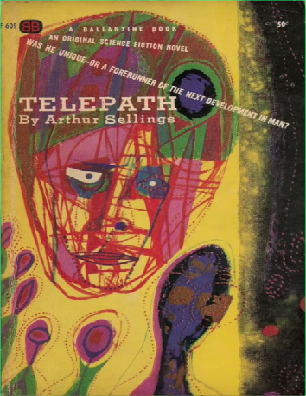 F 609
BB
50¢
A BALLANTINE BOOK
AN ORIGINAL SCIENCE FICTION NOVEL
WAS HE UNIQUE—OR A FORERUNNER OF THE NEXT DEVELOPMENT IN MAN?
TELEPATH
By Arthur Sellings